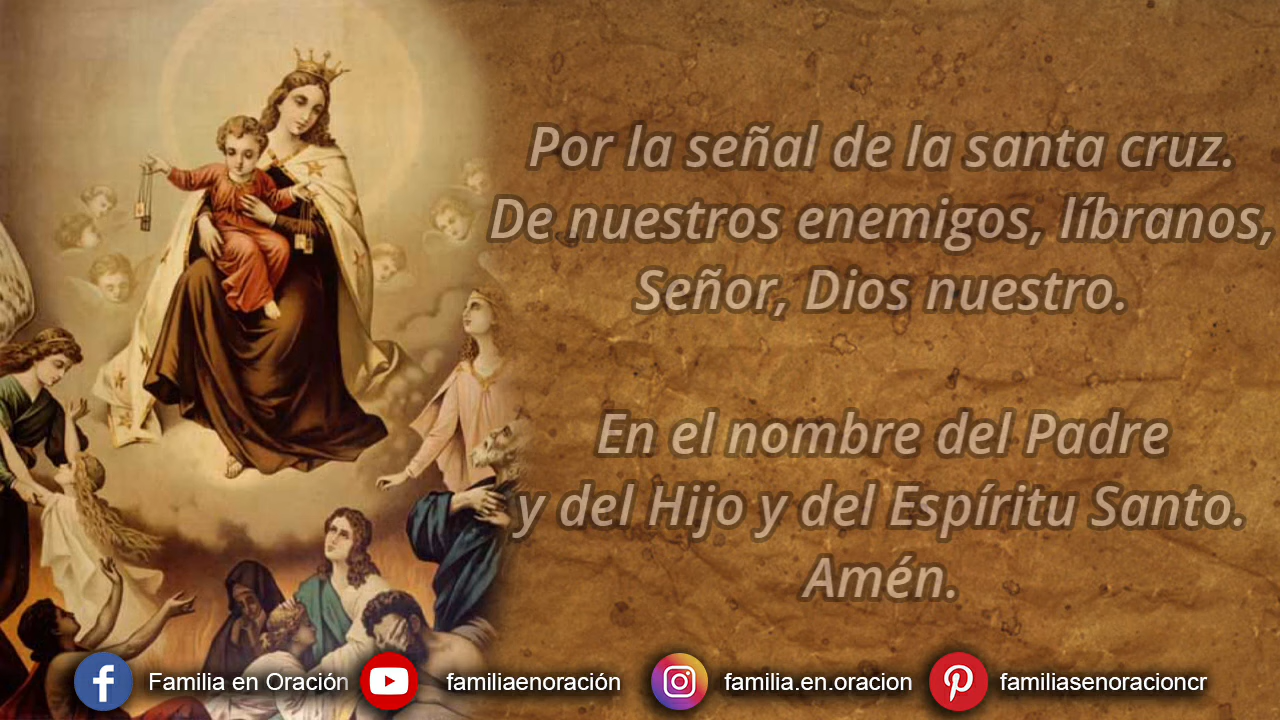 Por la señal de la santa cruz.
De nuestros enemigos, líbranos,
Señor, Dios nuestro.
En el nombre del Padre
y del Hijo y del Espíritu Santo.
Amén.
Familia en Oración
familiaenoración
familia.en.oracion
familiasenoracioncr